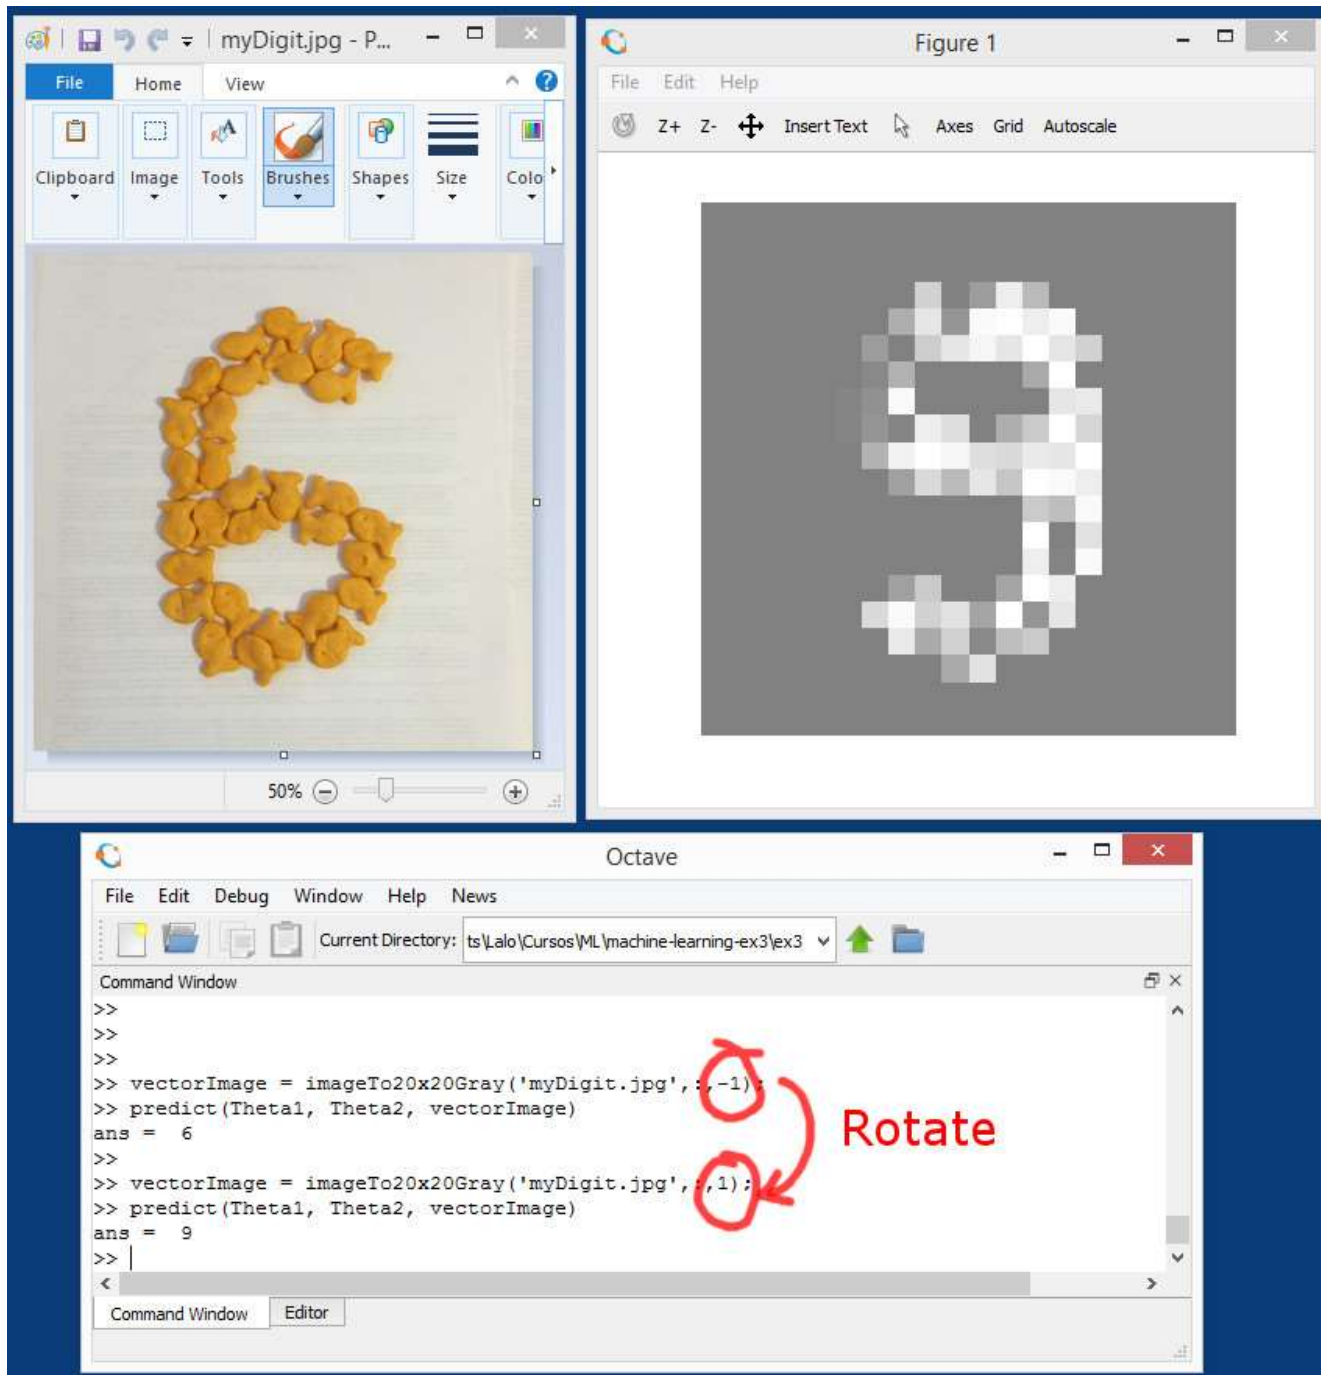 myDigit.jpg - P...
File Home View
Clipboard Image Tools Brushes Shapes Size Colo
50%
Figure 1
File Edit Help
Z+ Z- Insert Text Axes Grid Autoscale
Octave
File Edit Debug Window Help News
Current Directory: ts\Lalo\Cursos\ML\machine-learning-ex3\ex3
Command Window
>>
>>
>>
>> vectorImage = imageTo20x20Gray('myDigit.jpg',:,-1);
>> predict(Theta1, Theta2, vectorImage)
ans = 6
>>
>> vectorImage = imageTo20x20Gray('myDigit.jpg',:,1);
>> predict(Theta1, Theta2, vectorImage)
ans = 9
>>
Rotate
Command Window Editor